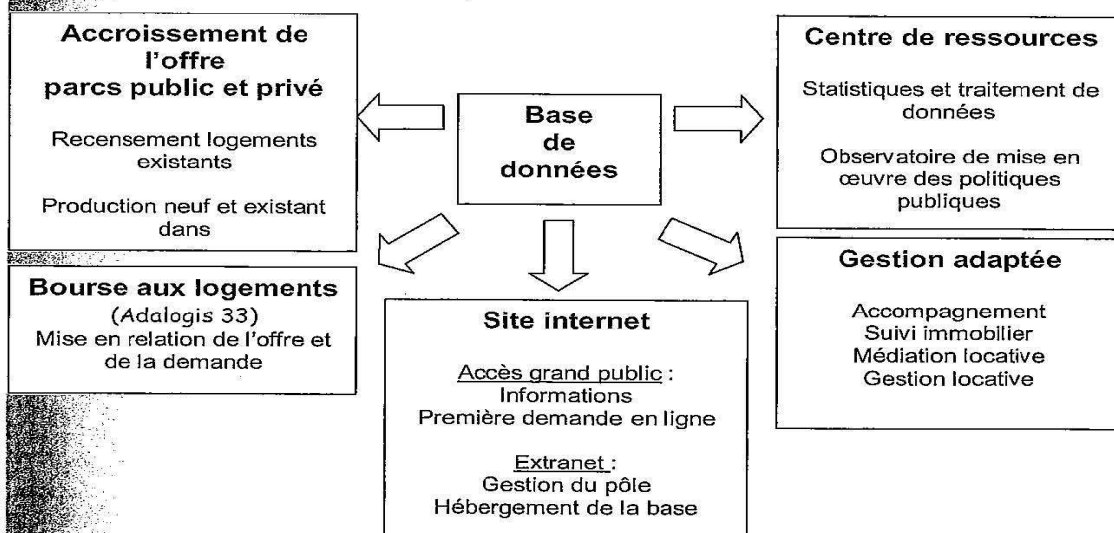 Accroissement de
l'offre
parcs public et privé
Recensement logements
existants
Production neuf et existant
dans
Base
de
données
Centre de ressources
Statistiques et traitement de
données
Observatoire de mise en
œuvre des politiques
publiques
Bourse aux logements
(Adalogis 33)
Mise en relation de l'offre et
de la demande
Site internet
Accès grand public :
Informations
Première demande en ligne
Extranet :
Gestion du pôle
Hébergement de la base
Gestion adaptée
Accompagnement
Suivi immobilier
Médiation locative
Gestion locative